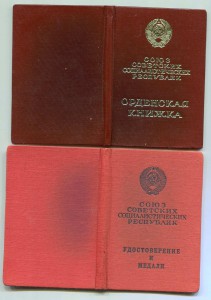 СОЮЗ
СОВЕТСКИХ
СОЦИАЛИСТИЧЕСКИХ
РЕСПУБЛИК
ОРДЕНСКАЯ
КНИЖКА
СОЮЗ
СОВЕТСКИХ
СОЦИАЛИСТИЧЕСКИХ
РЕСПУБЛИК
УДОСТОВЕРЕНИЕ К
МЕДАЛИ